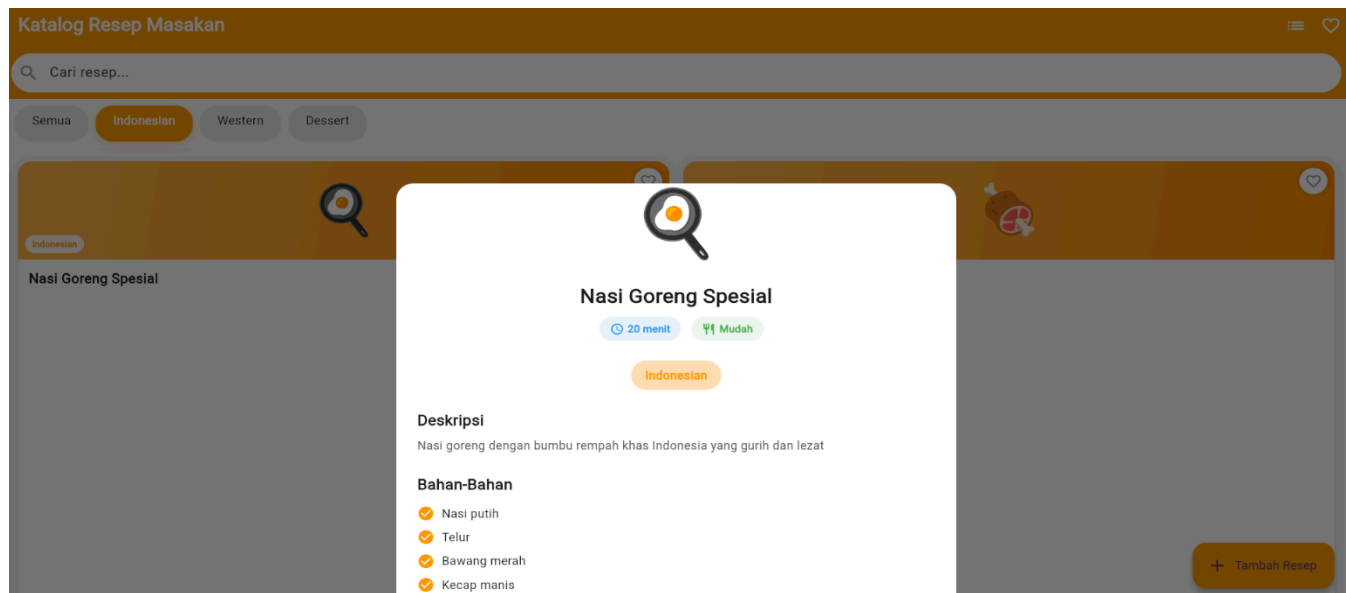 Katalog Resep Masakan
Cari resep...
Semua Indonesian Western Dessert
Indonesian
Nasi Goreng Spesial
Nasi Goreng Spesial
20 menit Mudah
Indonesian
Deskripsi
Nasi goreng dengan bumbu rempah khas Indonesia yang gurih dan lezat
Bahan-Bahan
Nasi putih
Telur
Bawang merah
Kecap manis
+ Tambah Resep